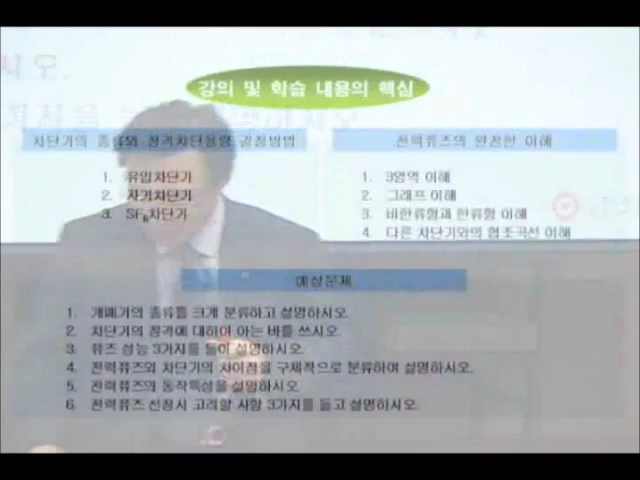 시오.
강의 및 학습 내용의 핵심
차단기의 종류와 정격차단용량 결정방법
1. 유입차단기
2. 자기차단기
3. SF6차단기
전력퓨즈의 완전한 이해
1. 3영역 이해
2. 그래프 이해
3. 비한류형과 한류형 이해
4. 타른 차단기와의 협조곡선 이해
예상문제
1. 개폐기의 종류를 크게 분류하고 설명하시오.
2. 차단기의 정격에 대하여 아는 바를 쓰시오.
3. 퓨즈 성능 3가지를 들어 설명하시오.
4. 전력퓨즈와 차단기의 차이점을 구체적으로 분류하여 설명하시오.
5. 전력퓨즈의 동작특성을 설명하시오.
6. 전력퓨즈 선정시 고려할 사항 3가지를 들고 설명하시오.